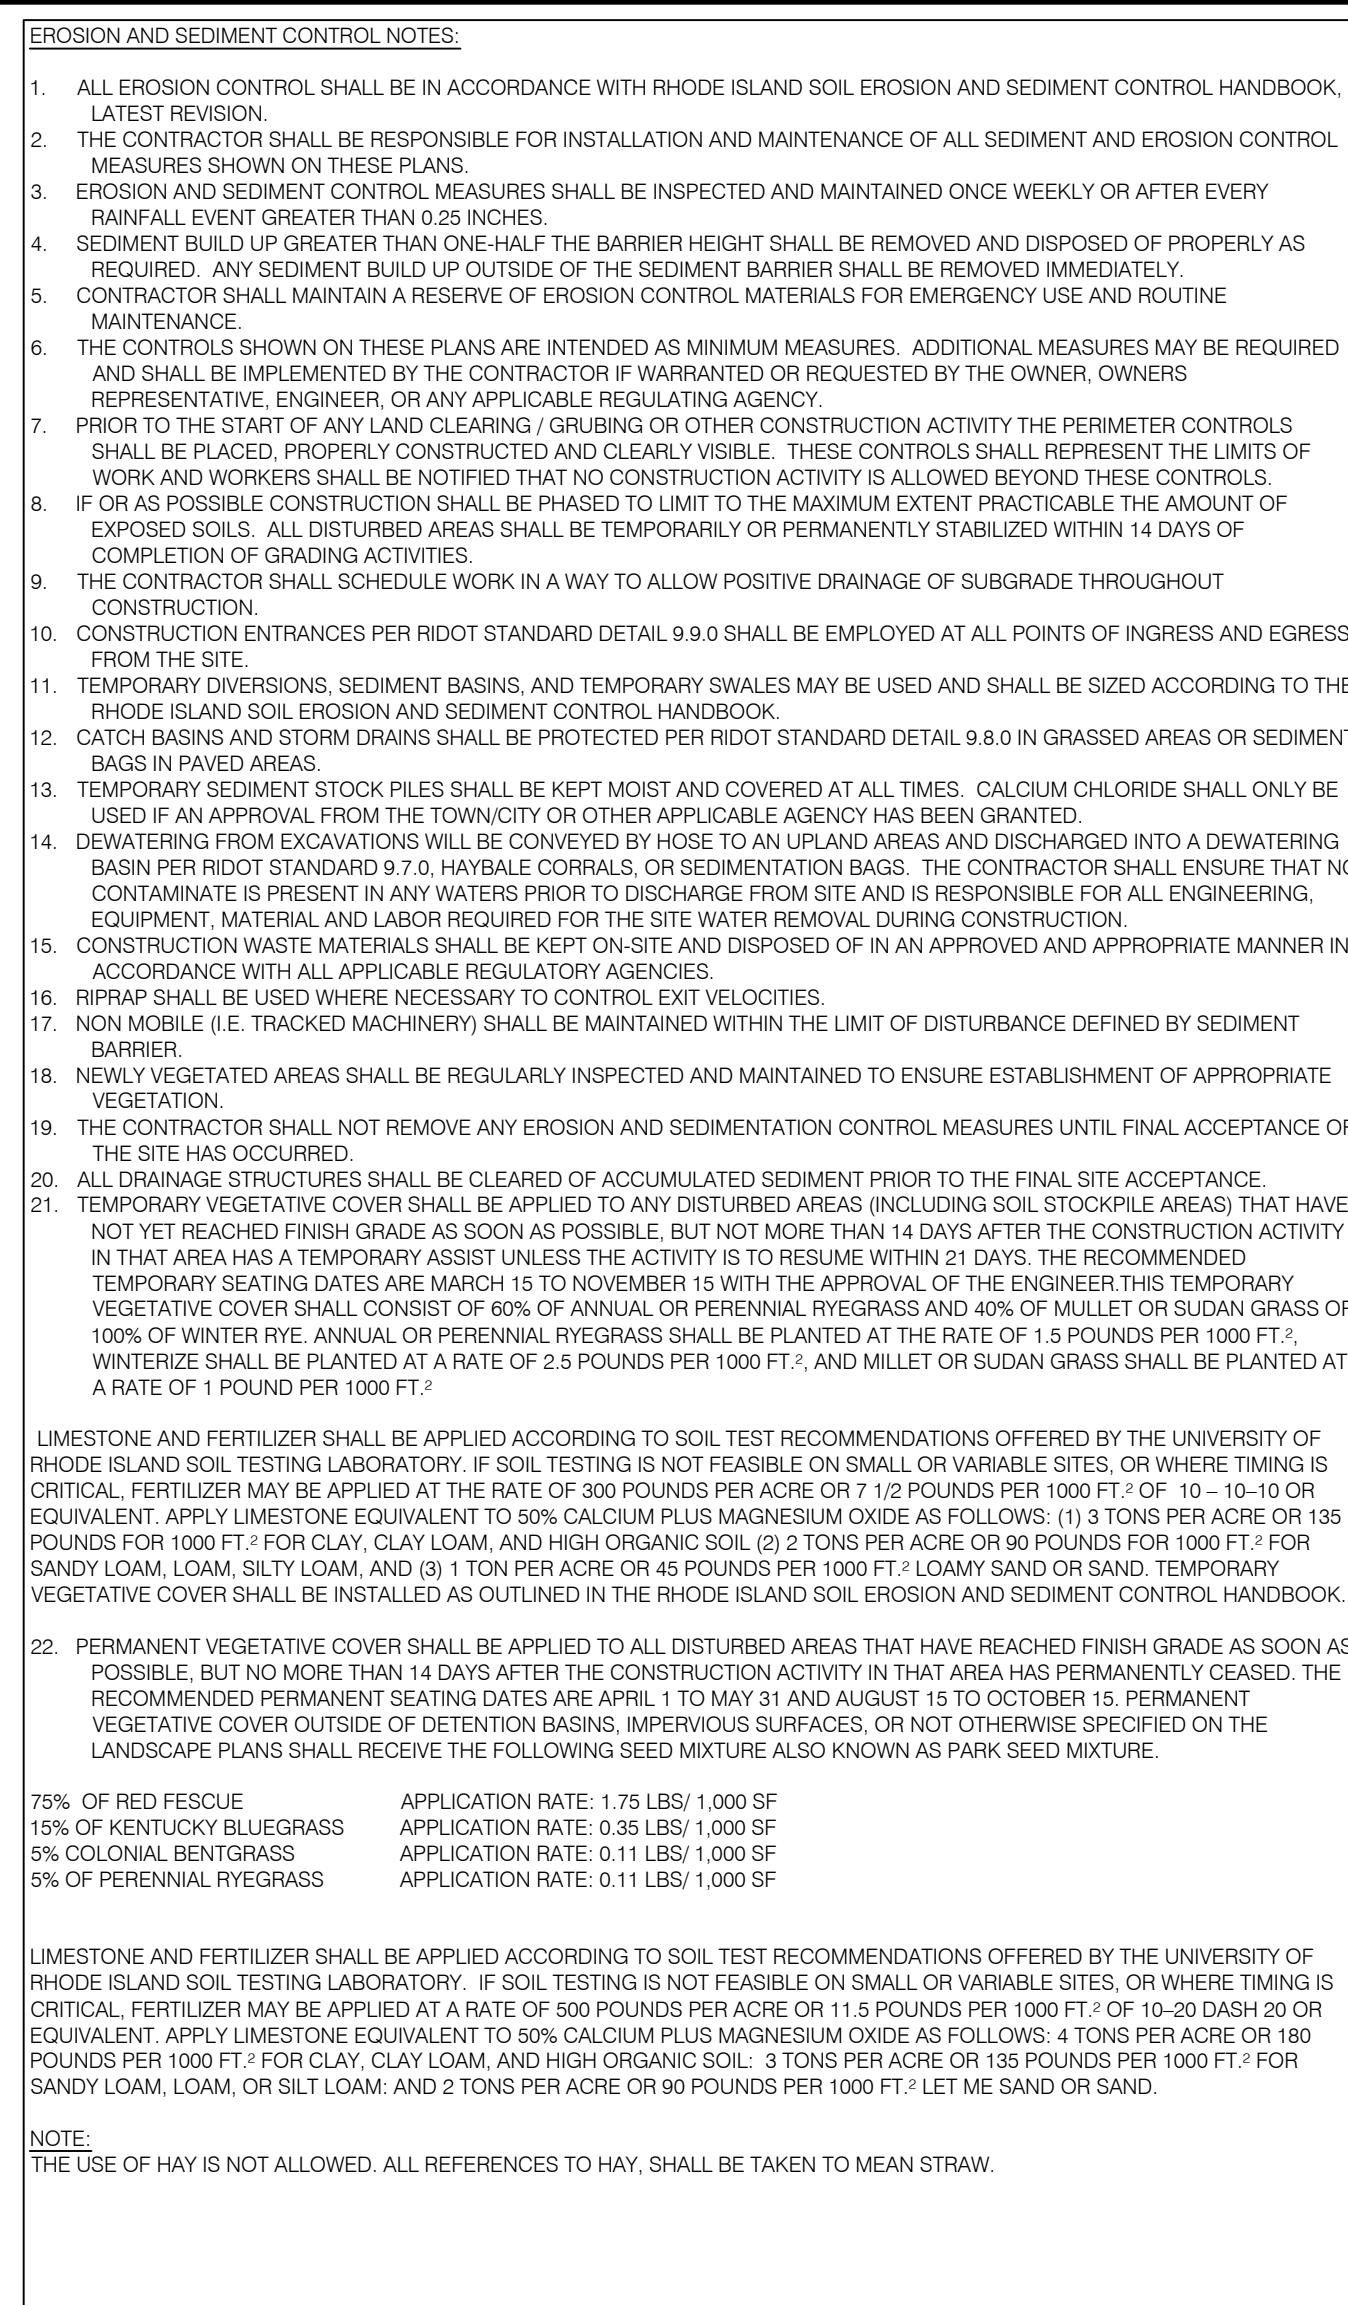 EROSION AND SEDIMENT CONTROL NOTES:
1. ALL EROSION CONTROL SHALL BE IN ACCORDANCE WITH RHODE ISLAND SOIL EROSION AND SEDIMENT CONTROL HANDBOOK,
LATEST REVISION.
2. THE CONTRACTOR SHALL BE RESPONSIBLE FOR INSTALLATION AND MAINTENANCE OF ALL SEDIMENT AND EROSION CONTROL
MEASURES SHOWN ON THESE PLANS.
3. EROSION AND SEDIMENT CONTROL MEASURES SHALL BE INSPECTED AND MAINTAINED ONCE WEEKLY OR AFTER EVERY
RAINFALL EVENT GREATER THAN 0.25 INCHES.
4. SEDIMENT BUILD UP GREATER THAN ONE-HALF THE BARRIER HEIGHT SHALL BE REMOVED AND DISPOSED OF PROPERLY AS
REQUIRED. ANY SEDIMENT BUILD UP OUTSIDE OF THE SEDIMENT BARRIER SHALL BE REMOVED IMMEDIATELY.
5. CONTRACTOR SHALL MAINTAIN A RESERVE OF EROSION CONTROL MATERIALS FOR EMERGENCY USE AND ROUTINE
MAINTENANCE.
6. THE CONTROLS SHOWN ON THESE PLANS ARE INTENDED AS MINIMUM MEASURES. ADDITIONAL MEASURES MAY BE REQUIRED
AND SHALL BE IMPLEMENTED BY THE CONTRACTOR IF WARRANTED OR REQUESTED BY THE OWNER, OWNERS
REPRESENTATIVE, ENGINEER, OR ANY APPLICABLE REGULATING AGENCY.
7. PRIOR TO THE START OF ANY LAND CLEARING / GRUBING OR OTHER CONSTRUCTION ACTIVITY THE PERIMETER CONTROLS
SHALL BE PLACED, PROPERLY CONSTRUCTED AND CLEARLY VISIBLE. THESE CONTROLS SHALL REPRESENT THE LIMITS OF
WORK AND WORKERS SHALL BE NOTIFIED THAT NO CONSTRUCTION ACTIVITY IS ALLOWED BEYOND THESE CONTROLS.
8. IF OR AS POSSIBLE CONSTRUCTION SHALL BE PHASED TO LIMIT TO THE MAXIMUM EXTENT PRACTICABLE THE AMOUNT OF
EXPOSED SOILS. ALL DISTURBED AREAS SHALL BE TEMPORARILY OR PERMANENTLY STABILIZED WITHIN 14 DAYS OF
COMPLETION OF GRADING ACTIVITIES.
9. THE CONTRACTOR SHALL SCHEDULE WORK IN A WAY TO ALLOW POSITIVE DRAINAGE OF SUBGRADE THROUGHOUT
CONSTRUCTION.
10. CONSTRUCTION ENTRANCES PER RIDOT STANDARD DETAIL 9.9.0 SHALL BE EMPLOYED AT ALL POINTS OF INGRESS AND EGRESS
FROM THE SITE.
11. TEMPORARY DIVERSIONS, SEDIMENT BASINS, AND TEMPORARY SWALES MAY BE USED AND SHALL BE SIZED ACCORDING TO THE
RHODE ISLAND SOIL EROSION AND SEDIMENT CONTROL HANDBOOK.
12. CATCH BASINS AND STORM DRAINS SHALL BE PROTECTED PER RIDOT STANDARD DETAIL 9.8.0 IN GRASSED AREAS OR SEDIMENT
BAGS IN PAVED AREAS.
13. TEMPORARY SEDIMENT STOCK PILES SHALL BE KEPT MOIST AND COVERED AT ALL TIMES. CALCIUM CHLORIDE SHALL ONLY BE
USED IF AN APPROVAL FROM THE TOWN/CITY OR OTHER APPLICABLE AGENCY HAS BEEN GRANTED.
14. DEWATERING FROM EXCAVATIONS WILL BE CONVEYED BY HOSE TO AN UPLAND AREAS AND DISCHARGED INTO A DEWATERING
BASIN PER RIDOT STANDARD 9.7.0, HAYBALE CORRALS, OR SEDIMENTATION BAGS. THE CONTRACTOR SHALL ENSURE THAT NO
CONTAMINATE IS PRESENT IN ANY WATERS PRIOR TO DISCHARGE FROM SITE AND IS RESPONSIBLE FOR ALL ENGINEERING,
EQUIPMENT, MATERIAL AND LABOR REQUIRED FOR THE SITE WATER REMOVAL DURING CONSTRUCTION.
15. CONSTRUCTION WASTE MATERIALS SHALL BE KEPT ON-SITE AND DISPOSED OF IN AN APPROVED AND APPROPRIATE MANNER IN
ACCORDANCE WITH ALL APPLICABLE REGULATORY AGENCIES.
16. RIPRAP SHALL BE USED WHERE NECESSARY TO CONTROL EXIT VELOCITIES.
17. NON MOBILE (I.E. TRACKED MACHINERY) SHALL BE MAINTAINED WITHIN THE LIMIT OF DISTURBANCE DEFINED BY SEDIMENT
BARRIER.
18. NEWLY VEGETATED AREAS SHALL BE REGULARLY INSPECTED AND MAINTAINED TO ENSURE ESTABLISHMENT OF APPROPRIATE
VEGETATION.
19. THE CONTRACTOR SHALL NOT REMOVE ANY EROSION AND SEDIMENTATION CONTROL MEASURES UNTIL FINAL ACCEPTANCE OF
THE SITE HAS OCCURRED.
20. ALL DRAINAGE STRUCTURES SHALL BE CLEARED OF ACCUMULATED SEDIMENT PRIOR TO THE FINAL SITE ACCEPTANCE.
21. TEMPORARY VEGETATIVE COVER SHALL BE APPLIED TO ANY DISTURBED AREAS (INCLUDING SOIL STOCKPILE AREAS) THAT HAVE
NOT YET REACHED FINISH GRADE AS SOON AS POSSIBLE, BUT NOT MORE THAN 14 DAYS AFTER THE CONSTRUCTION ACTIVITY
IN THAT AREA HAS A TEMPORARY ASSIST UNLESS THE ACTIVITY IS TO RESUME WITHIN 21 DAYS. THE RECOMMENDED
TEMPORARY SEATING DATES ARE MARCH 15 TO NOVEMBER 15 WITH THE APPROVAL OF THE ENGINEER.THIS TEMPORARY
VEGETATIVE COVER SHALL CONSIST OF 60% OF ANNUAL OR PERENNIAL RYEGRASS AND 40% OF MULLET OR SUDAN GRASS OR
100% OF WINTER RYE. ANNUAL OR PERENNIAL RYEGRASS SHALL BE PLANTED AT THE RATE OF 1.5 POUNDS PER 1000 FT.²,
WINTERIZE SHALL BE PLANTED AT A RATE OF 2.5 POUNDS PER 1000 FT.², AND MILLET OR SUDAN GRASS SHALL BE PLANTED AT
A RATE OF 1 POUND PER 1000 FT.²
LIMESTONE AND FERTILIZER SHALL BE APPLIED ACCORDING TO SOIL TEST RECOMMENDATIONS OFFERED BY THE UNIVERSITY OF
RHODE ISLAND SOIL TESTING LABORATORY. IF SOIL TESTING IS NOT FEASIBLE ON SMALL OR VARIABLE SITES, OR WHERE TIMING IS
CRITICAL, FERTILIZER MAY BE APPLIED AT THE RATE OF 300 POUNDS PER ACRE OR 7 1/2 POUNDS PER 1000 FT.² OF 10 – 10–10 OR
EQUIVALENT. APPLY LIMESTONE EQUIVALENT TO 50% CALCIUM PLUS MAGNESIUM OXIDE AS FOLLOWS: (1) 3 TONS PER ACRE OR 135
POUNDS FOR 1000 FT.² FOR CLAY, CLAY LOAM, AND HIGH ORGANIC SOIL (2) 2 TONS PER ACRE OR 90 POUNDS FOR 1000 FT.² FOR
SANDY LOAM, LOAM, SILTY LOAM, AND (3) 1 TON PER ACRE OR 45 POUNDS PER 1000 FT.² LOAMY SAND OR SAND. TEMPORARY
VEGETATIVE COVER SHALL BE INSTALLED AS OUTLINED IN THE RHODE ISLAND SOIL EROSION AND SEDIMENT CONTROL HANDBOOK.
22. PERMANENT VEGETATIVE COVER SHALL BE APPLIED TO ALL DISTURBED AREAS THAT HAVE REACHED FINISH GRADE AS SOON AS
POSSIBLE, BUT NO MORE THAN 14 DAYS AFTER THE CONSTRUCTION ACTIVITY IN THAT AREA HAS PERMANENTLY CEASED. THE
RECOMMENDED PERMANENT SEATING DATES ARE APRIL 1 TO MAY 31 AND AUGUST 15 TO OCTOBER 15. PERMANENT
VEGETATIVE COVER OUTSIDE OF DETENTION BASINS, IMPERVIOUS SURFACES, OR NOT OTHERWISE SPECIFIED ON THE
LANDSCAPE PLANS SHALL RECEIVE THE FOLLOWING SEED MIXTURE ALSO KNOWN AS PARK SEED MIXTURE.
75% OF RED FESCUE APPLICATION RATE: 1.75 LBS/ 1,000 SF
15% OF KENTUCKY BLUEGRASS APPLICATION RATE: 0.35 LBS/ 1,000 SF
5% COLONIAL BENTGRASS APPLICATION RATE: 0.11 LBS/ 1,000 SF
5% OF PERENNIAL RYEGRASS APPLICATION RATE: 0.11 LBS/ 1,000 SF
LIMESTONE AND FERTILIZER SHALL BE APPLIED ACCORDING TO SOIL TEST RECOMMENDATIONS OFFERED BY THE UNIVERSITY OF
RHODE ISLAND SOIL TESTING LABORATORY. IF SOIL TESTING IS NOT FEASIBLE ON SMALL OR VARIABLE SITES, OR WHERE TIMING IS
CRITICAL, FERTILIZER MAY BE APPLIED AT A RATE OF 500 POUNDS PER ACRE OR 11.5 POUNDS PER 1000 FT.² OF 10–20 DASH 20 OR
EQUIVALENT. APPLY LIMESTONE EQUIVALENT TO 50% CALCIUM PLUS MAGNESIUM OXIDE AS FOLLOWS: 4 TONS PER ACRE OR 180
POUNDS PER 1000 FT.² FOR CLAY, CLAY LOAM, AND HIGH ORGANIC SOIL: 3 TONS PER ACRE OR 135 POUNDS PER 1000 FT.² FOR
SANDY LOAM, LOAM, OR SILT LOAM: AND 2 TONS PER ACRE OR 90 POUNDS PER 1000 FT.² LET ME SAND OR SAND.
NOTE:
THE USE OF HAY IS NOT ALLOWED. ALL REFERENCES TO HAY, SHALL BE TAKEN TO MEAN STRAW.